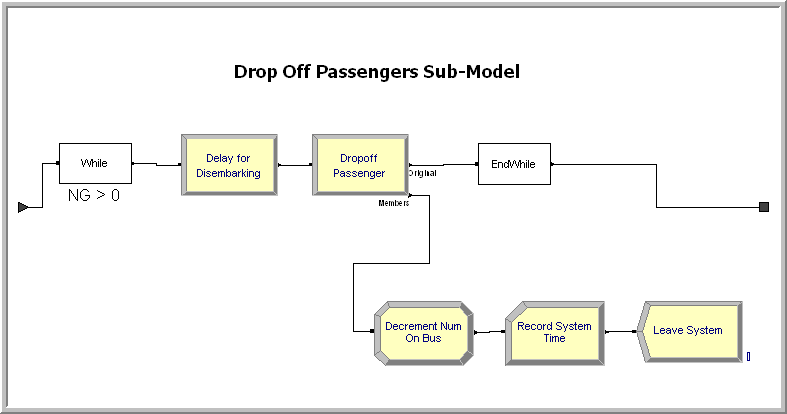 Drop Off Passengers Sub-Model
While
NG > 0
Delay for
Disembarking
Dropoff
Passenger
Original
Members
EndWhile
Decrement Num
On Bus
Record System
Time
Leave System
0